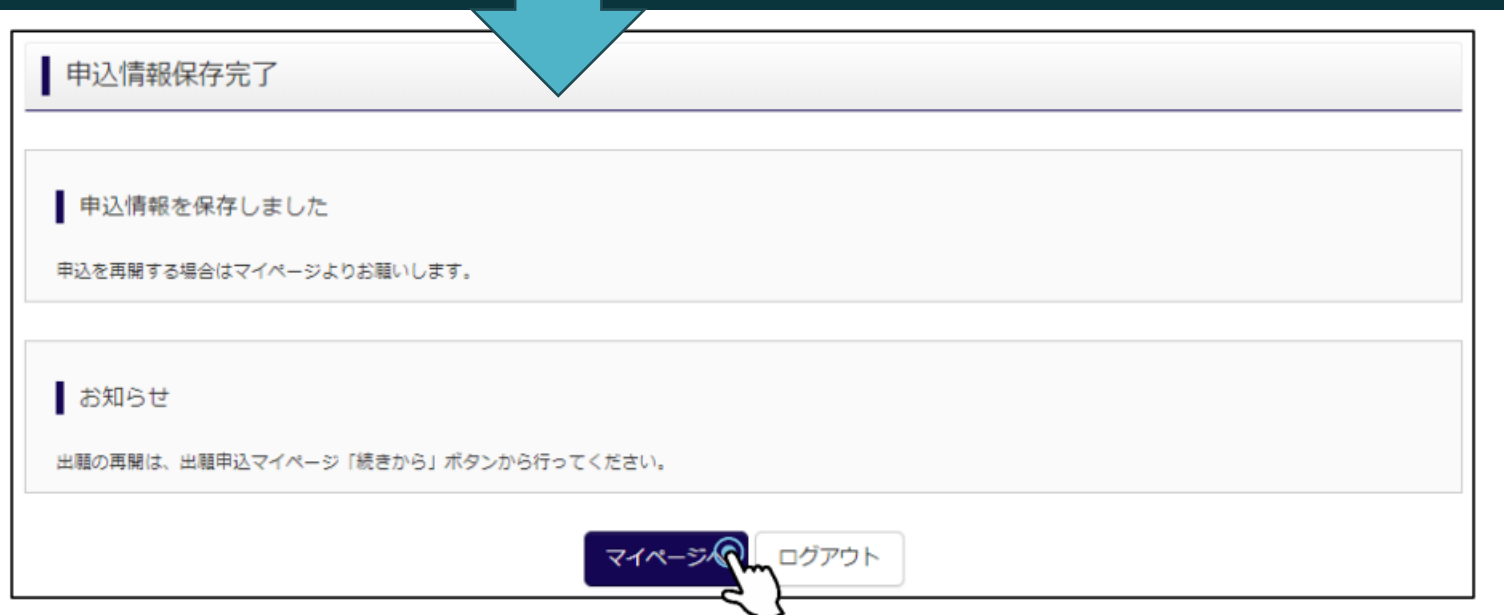 申込情報保存完了
申込情報を保存しました
申込を再開する場合はマイページよりお願いします。
お知らせ
出願の再開は、出願申込マイページ「続きから」ボタンから行ってください。
マイページへ
ログアウト